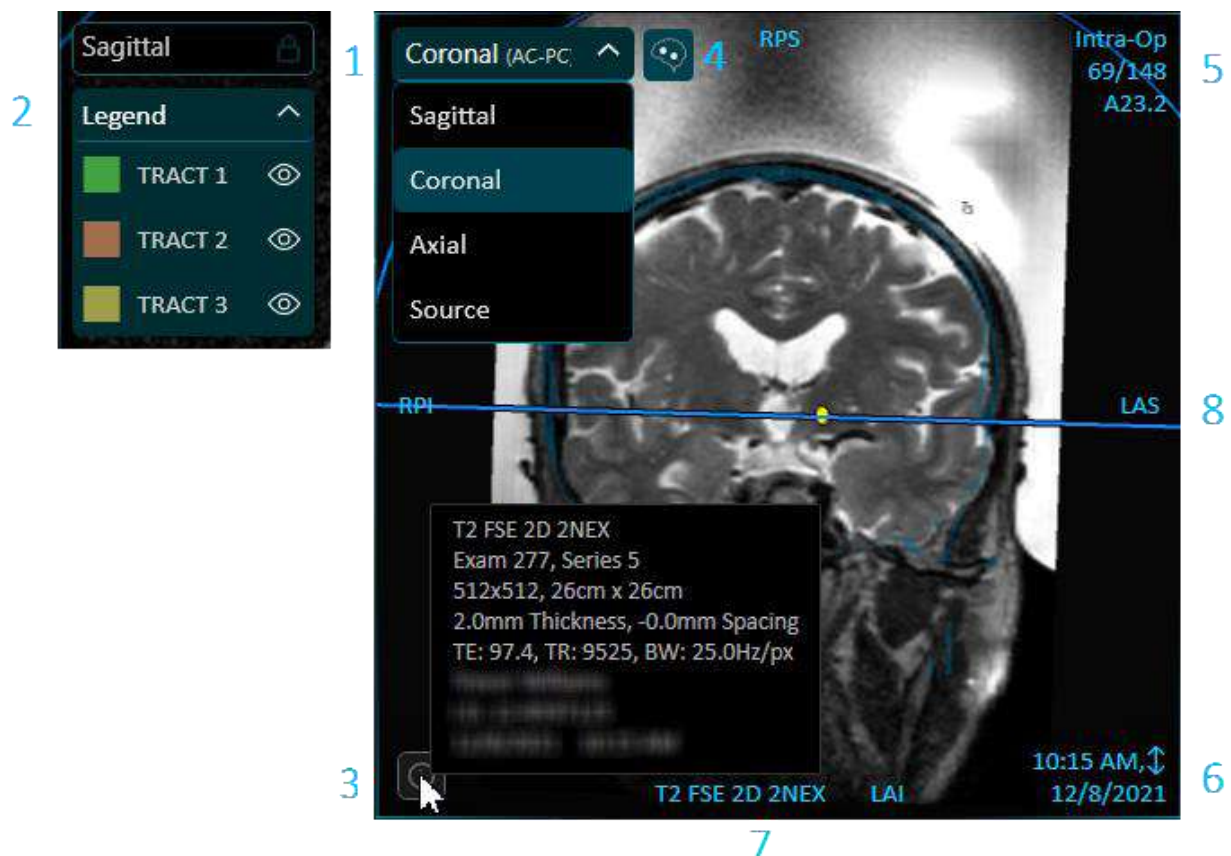 Sagittal
2
Legend
TRACT 1
TRACT 2
TRACT 3
1
Coronal (AC-PC)
4
RPS
Intra-Op
69/148
A23.2
5
Sagittal
Coronal
Axial
Source
RPI
LAS
8
T2 FSE 2D 2NEX
Exam 277, Series 5
512x512, 26cm x 26cm
2.0mm Thickness, -0.0mm Spacing
TE: 97.4, TR: 9525, BW: 25.0Hz/px
3
10:15 AM,
12/8/2021
6
T2 FSE 2D 2NEX LAI
7